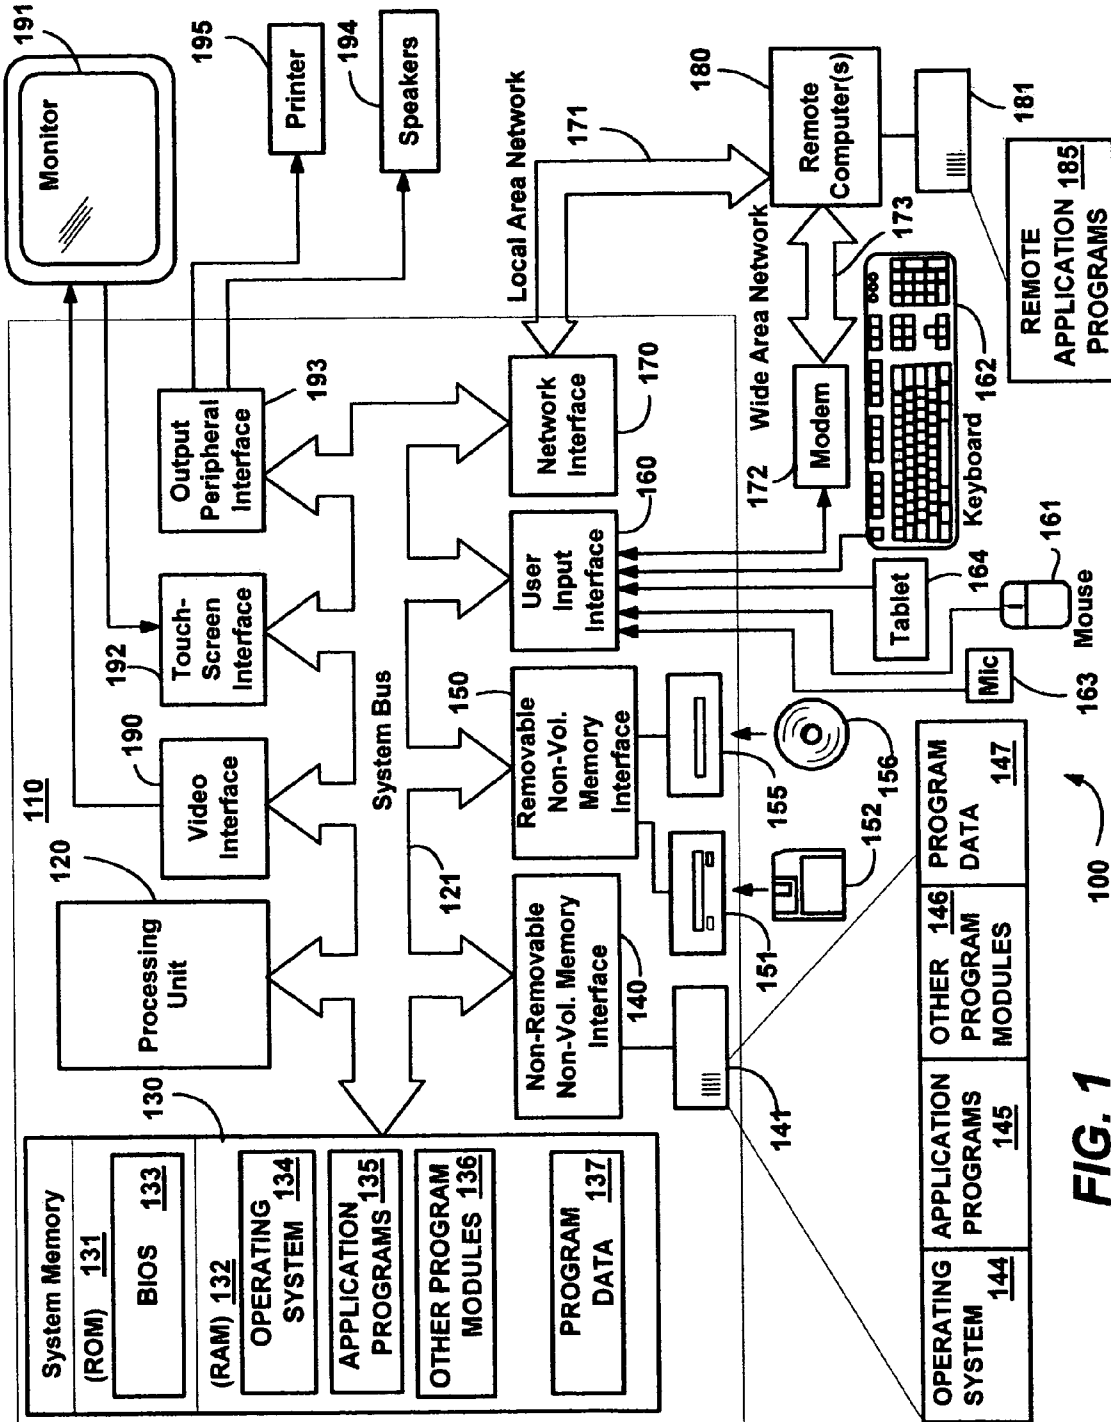 System Memory
(ROM) 131
BIOS 133
(RAM) 132
OPERATING
SYSTEM 134
APPLICATION
PROGRAMS 135
OTHER PROGRAM
MODULES 136
PROGRAM
DATA 137
130
Processing
Unit
120
110
190
Video
Interface
192
Touch-
Screen
Interface
Output
Peripheral
Interface
193
Monitor
191
195
Printer
194
Speakers
System Bus
121
Non-Removable
Non-Vol. Memory
Interface
140
150
Removable
Non-Vol.
Memory
Interface
User
Input
Interface
160
Network
Interface
170
Local Area Network
171
180
Remote
Computer(s)
181
Wide Area Network
173
172
Modem
141
151
152
155
156
Mic
163
Mouse
161
Tablet
164
Keyboard
162
REMOTE
APPLICATION 185
PROGRAMS
OPERATING
SYSTEM 144
APPLICATION
PROGRAMS
145
OTHER 146
PROGRAM
MODULES
PROGRAM
DATA 147
100
FIG. 1